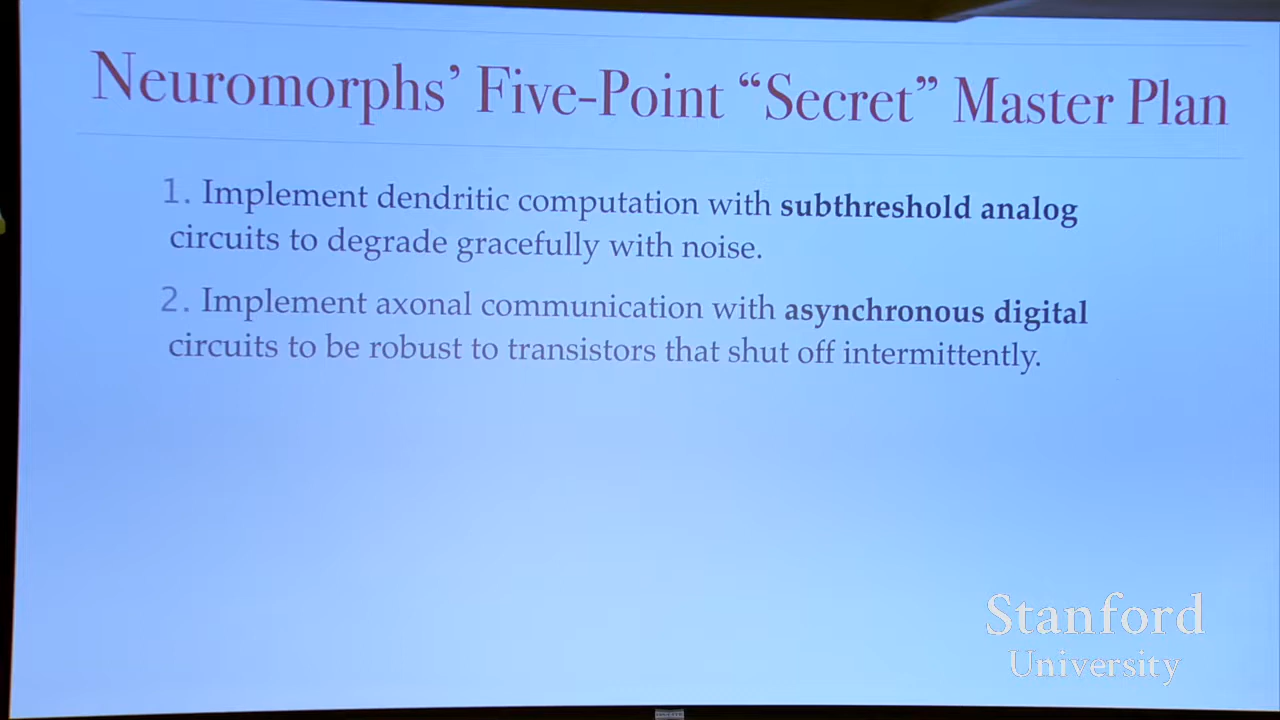 Neuromorphs’ Five-Point “Secret” Master Plan
1. Implement dendritic computation with subthreshold analog
circuits to degrade gracefully with noise.
2. Implement axonal communication with asynchronous digital
circuits to be robust to transistors that shut off intermittently.
Stanford
University